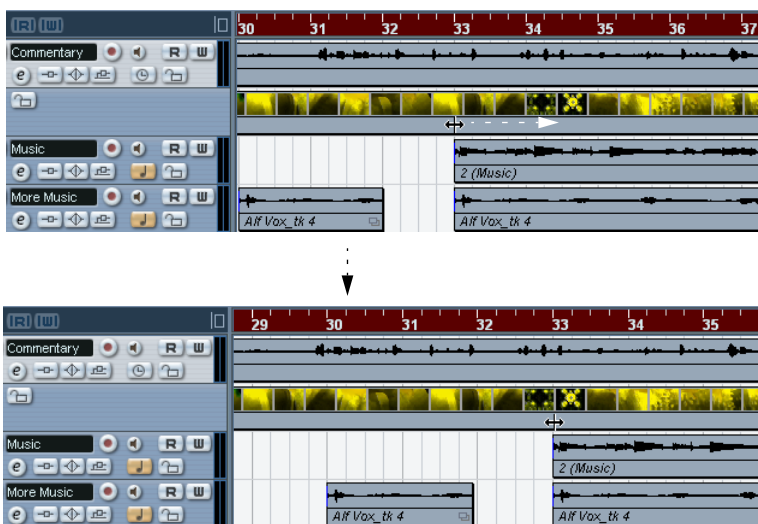 [R] [W] 30 31 32 33 34 35 36 37
Commentary R W
e
Music R W
e 2 (Music)
More Music R W
e Alf Vox_tk 4 Alf Vox_tk 4
[R] [W] 29 30 31 32 33 34 35
Commentary R W
e
Music R W
e 2 (Music)
More Music R W
e Alf Vox_tk 4 Alf Vox_tk 4